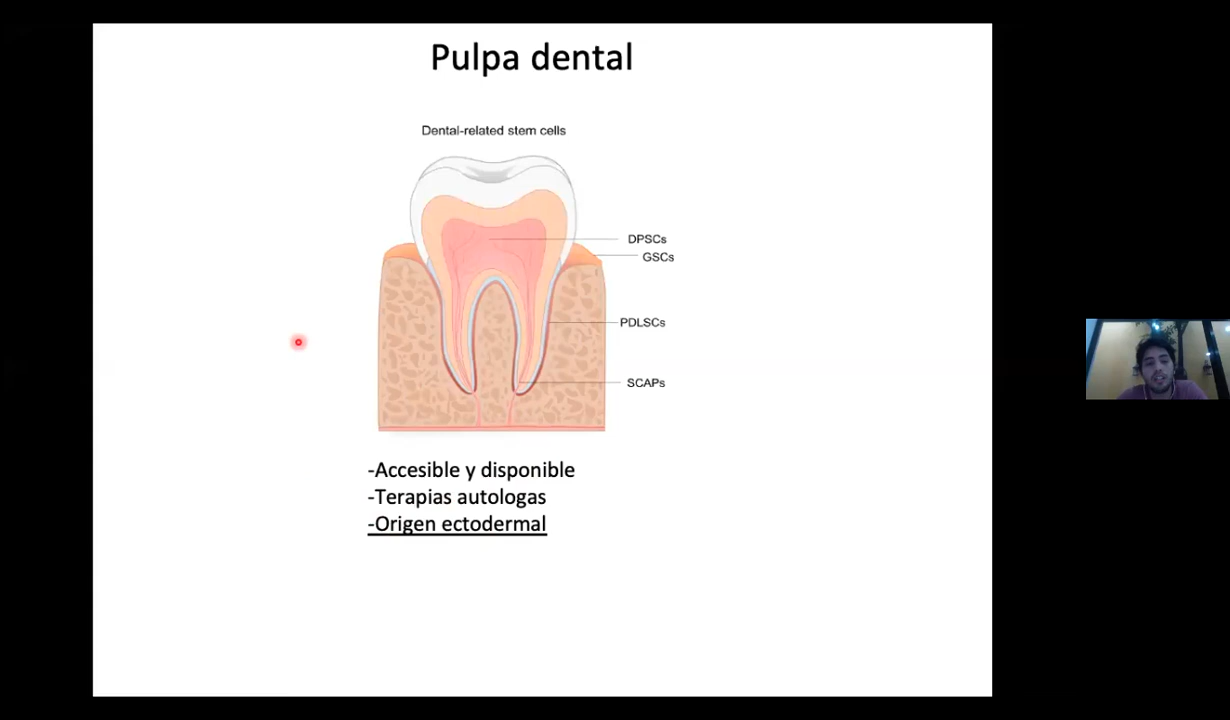 Pulpa dental
Dental-related stem cells
DPSCs
GSCs
PDLSCs
SCAPs
-Accesible y disponible
-Terapias autologas
-Origen ectodermal